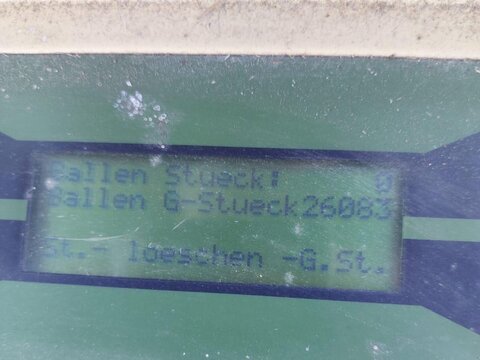 Ballen Stueck: 0
Ballen G-Stueck26083
St.- loeschen -G.St.